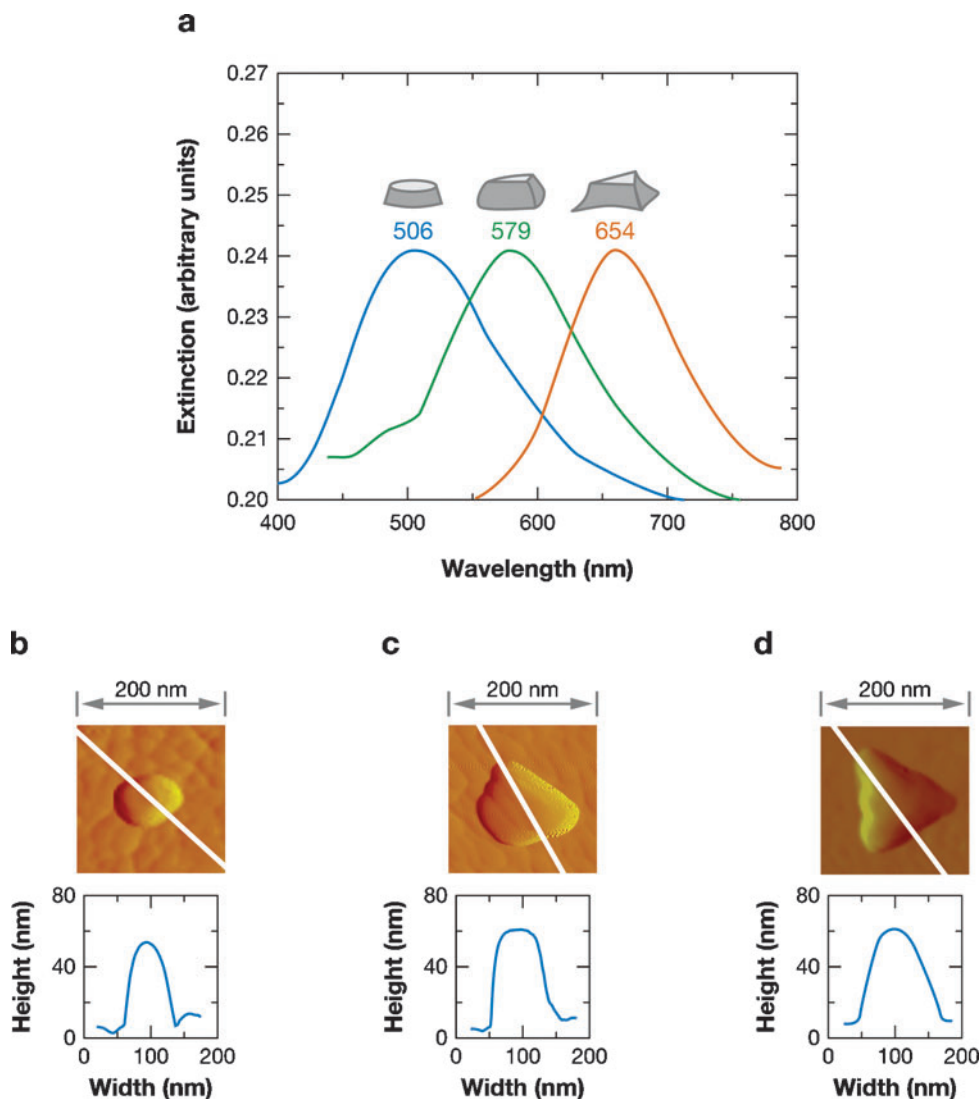 a
Extinction (arbitrary units)
0.27
0.26
0.25
0.24
0.23
0.22
0.21
0.20
506 579 654
400 500 600 700 800
Wavelength (nm)
b c d
200 nm 200 nm 200 nm
Height (nm)
80
40
0
0 100 200
Width (nm)
Height (nm)
80
40
0
0 100 200
Width (nm)
Height (nm)
80
40
0
0 100 200
Width (nm)